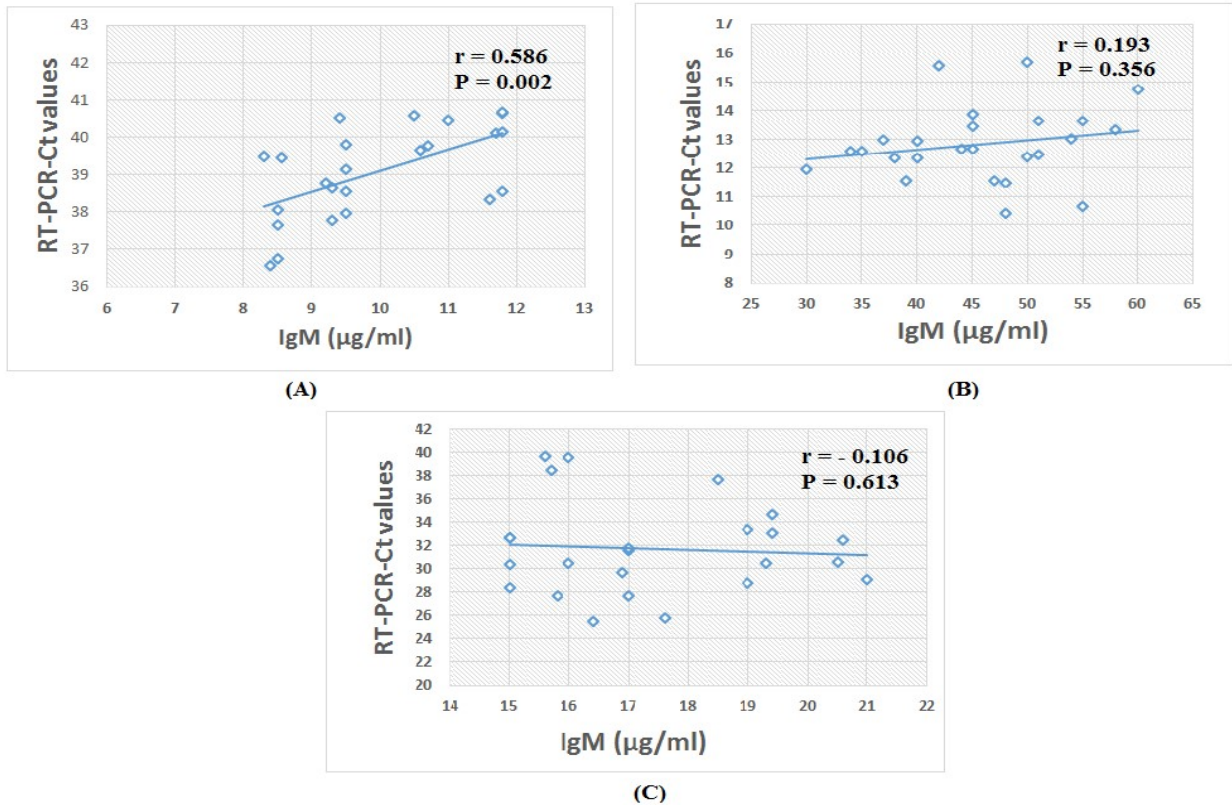 43
42
41
40
39
38
37
36
RT-PCR-Ct values
r = 0.586
P = 0.002
6 7 8 9 10 11 12 13
IgM (µg/ml)
(A)
17
16
15
14
13
12
11
10
9
8
RT-PCR-Ct values
r = 0.193
P = 0.356
25 30 35 40 45 50 55 60 65
IgM (µg/ml)
(B)
42
40
38
36
34
32
30
28
26
24
22
20
RT-PCR-Ct values
r = - 0.106
P = 0.613
14 15 16 17 18 19 20 21 22
IgM (µg/ml)
(C)